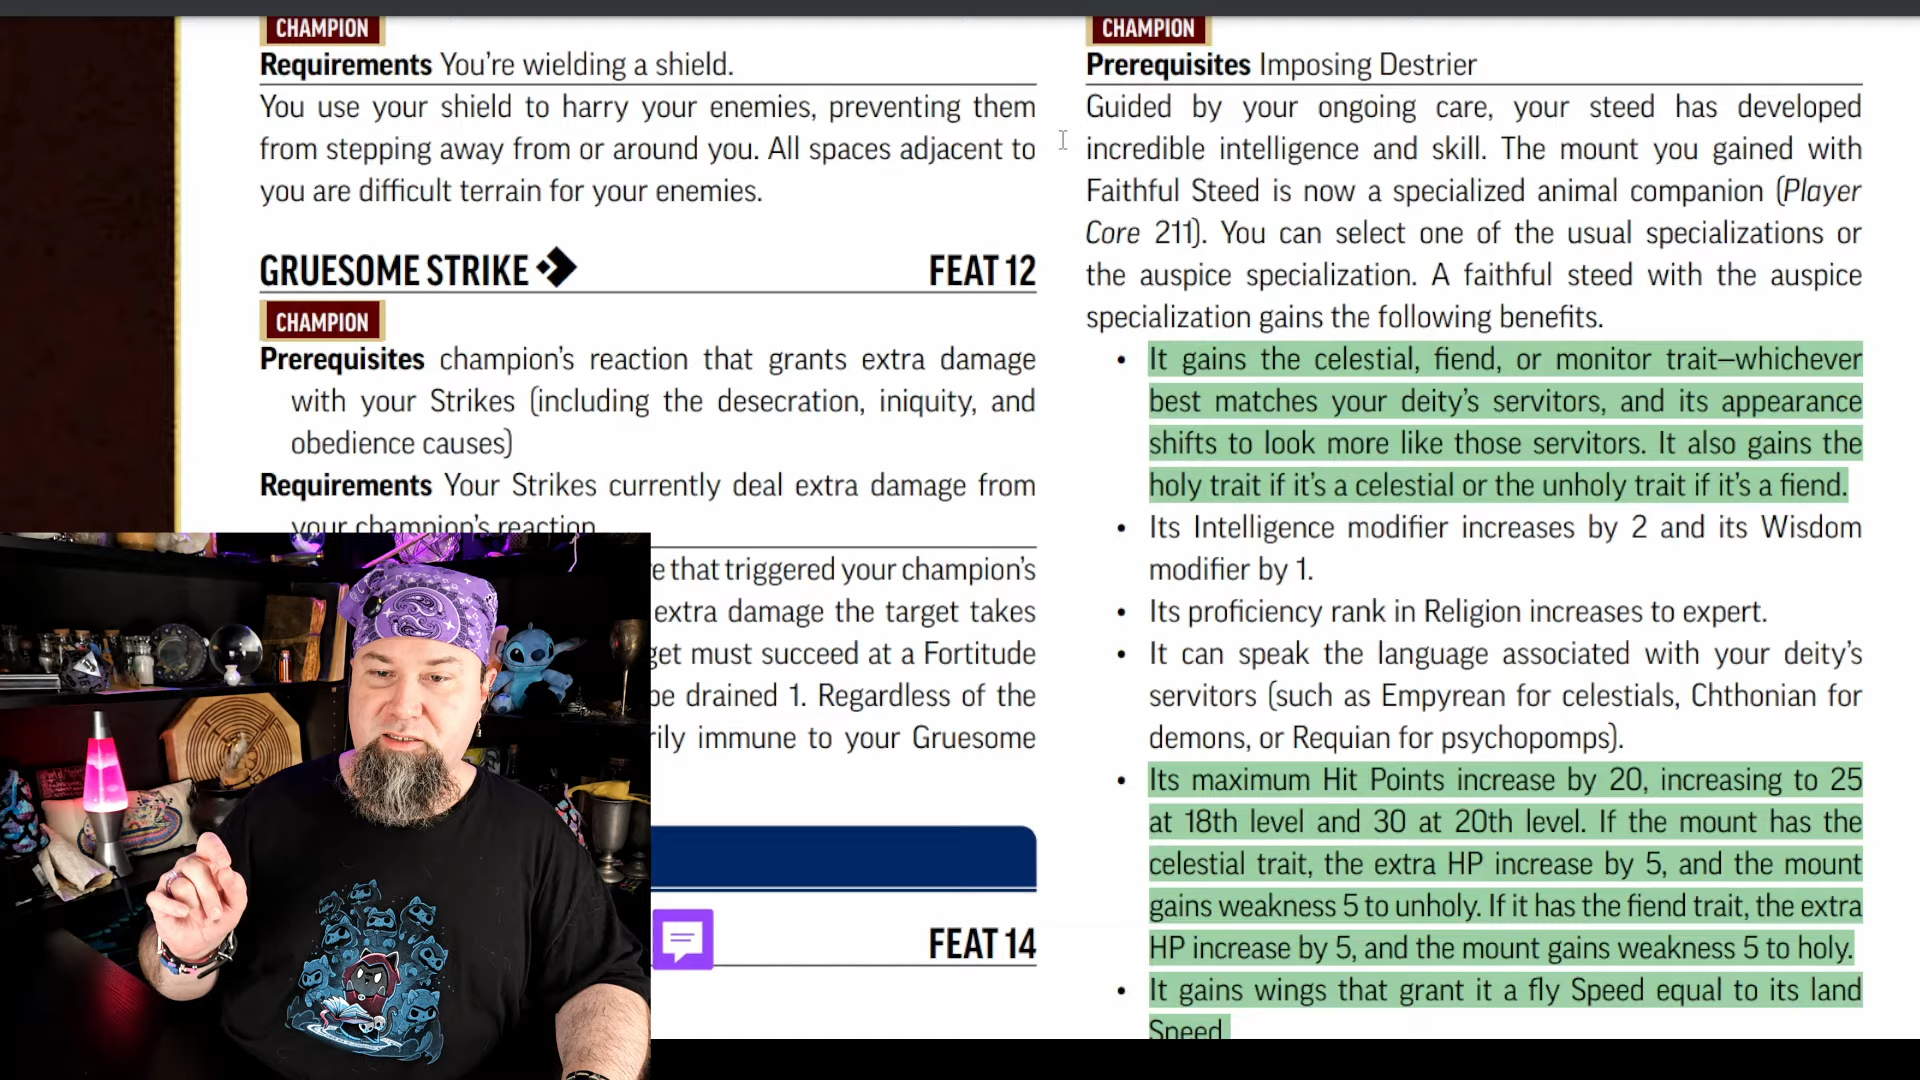 CHAMPION
Requirements You're wielding a shield.
You use your shield to harry your enemies, preventing them
from stepping away from or around you. All spaces adjacent to
you are difficult terrain for your enemies.
GRUESOME STRIKE
FEAT 12
CHAMPION
Prerequisites champion's reaction that grants extra damage
with your Strikes (including the desecration, iniquity, and
obedience causes)
Requirements Your Strikes currently deal extra damage from
your champion's reaction
e that triggered your champion's
extra damage the target takes
get must succeed at a Fortitude
be drained 1. Regardless of the
rily immune to your Gruesome
FEAT 14
CHAMPION
Prerequisites Imposing Destrier
Guided by your ongoing care, your steed has developed
incredible intelligence and skill. The mount you gained with
Faithful Steed is now a specialized animal companion (Player
Core 211). You can select one of the usual specializations or
the auspice specialization. A faithful steed with the auspice
specialization gains the following benefits.
• It gains the celestial, fiend, or monitor trait—whichever
best matches your deity's servitors, and its appearance
shifts to look more like those servitors. It also gains the
holy trait if it's a celestial or the unholy trait if it's a fiend.
• Its Intelligence modifier increases by 2 and its Wisdom
modifier by 1.
• Its proficiency rank in Religion increases to expert.
• It can speak the language associated with your deity's
servitors (such as Empyrean for celestials, Chthonian for
demons, or Requian for psychopomps).
• Its maximum Hit Points increase by 20, increasing to 25
at 18th level and 30 at 20th level. If the mount has the
celestial trait, the extra HP increase by 5, and the mount
gains weakness 5 to unholy. If it has the fiend trait, the extra
HP increase by 5, and the mount gains weakness 5 to holy.
• It gains wings that grant it a fly Speed equal to its land
Speed.